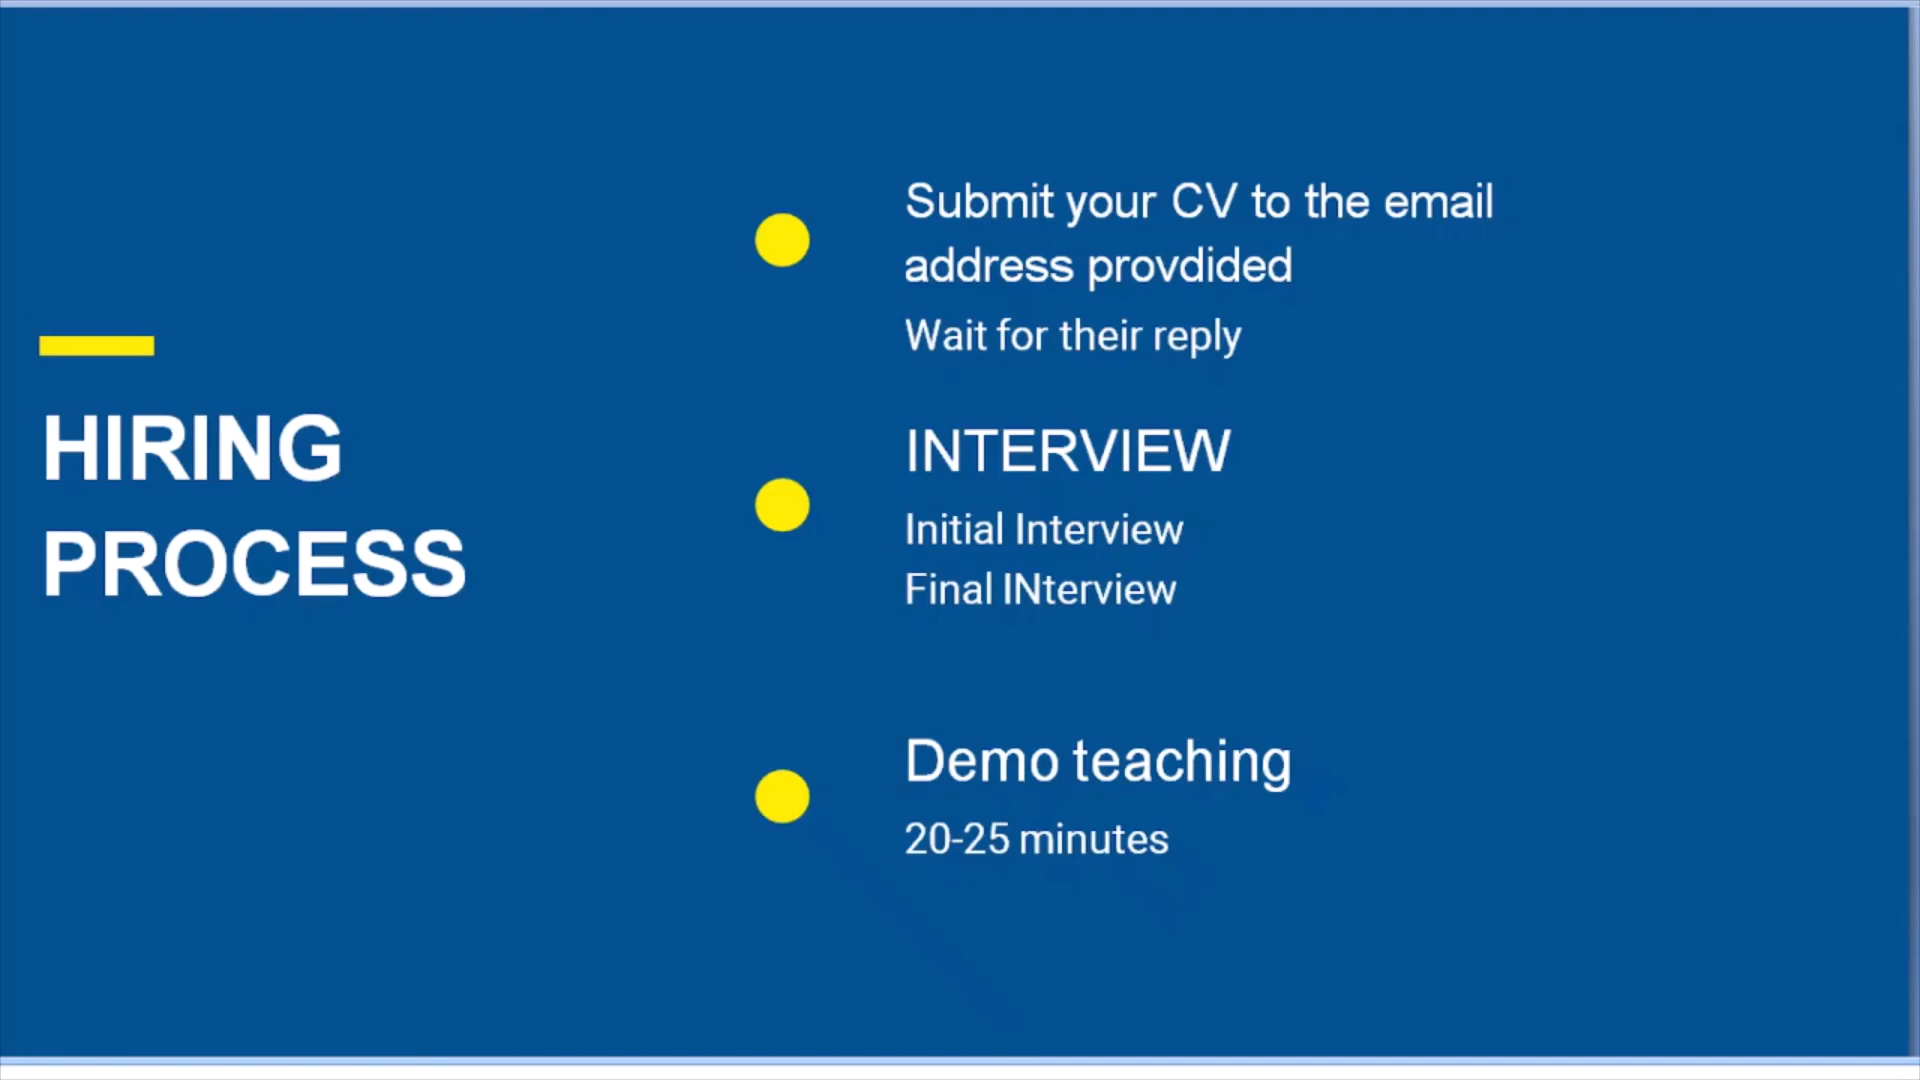 HIRING
PROCESS
Submit your CV to the email
address provdided
Wait for their reply
INTERVIEW
Initial Interview
Final INterview
Demo teaching
20-25 minutes